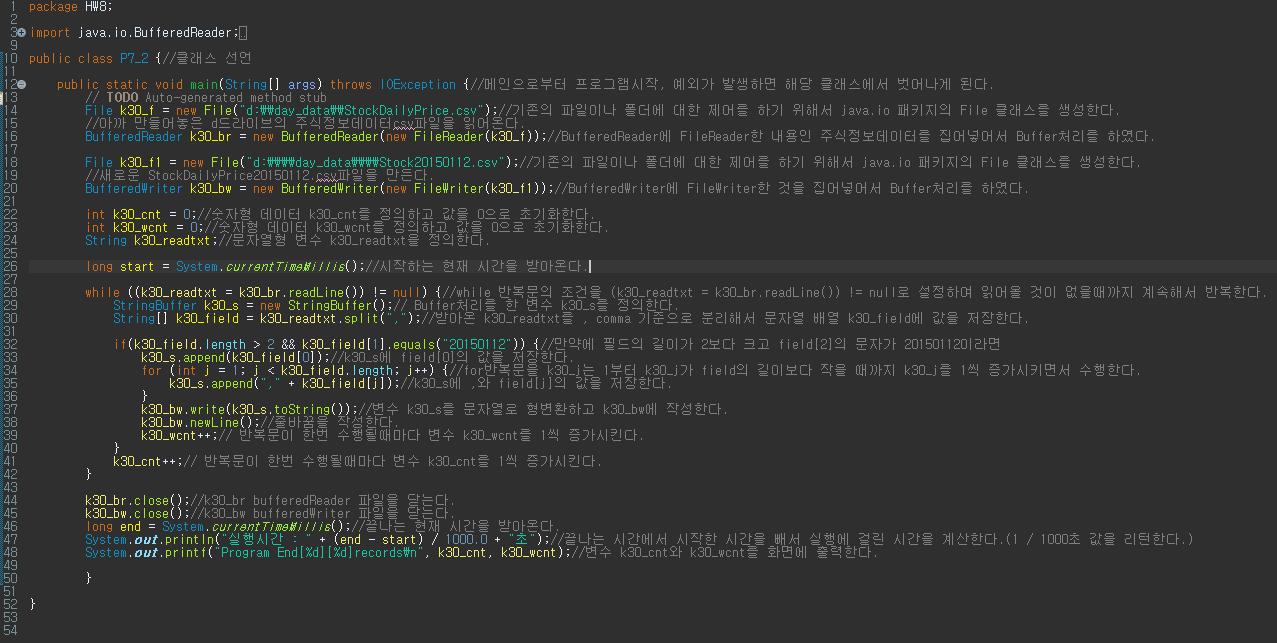 1 package HW8;
2
3 import java.io.BufferedReader;
9
10 public class P7_2 {//클래스 선언
11
12 public static void main(String[] args) throws IOException {//메인으로부터 프로그램시작, 예외가 발생하면 해당 클래스에서 벗어나게 된다.
13 // TODO Auto-generated method stub
14 File k30_f = new File("d:₩₩day_data₩₩StockDailyPrice.csv");//기존의 파일이나 폴더에 대한 제어를 하기 위해서 java.io 패키지의 File 클래스를 생성한다.
15 //아까 만들어놓은 d드라이브의 주식정보데이터csv파일을 읽어온다.
16 BufferedReader k30_br = new BufferedReader(new FileReader(k30_f));//BufferedReader에 FileReader한 내용인 주식정보데이터를 집어넣어서 Buffer처리를 하였다.
17
18 File k30_f1 = new File("d:₩₩₩₩day_data₩₩₩₩Stock20150112.csv");//기존의 파일이나 폴더에 대한 제어를 하기 위해서 java.io 패키지의 File 클래스를 생성한다.
19 //새로운 StockDailyPrice20150112.csv파일을 만든다.
20 BufferedWriter k30_bw = new BufferedWriter(new FileWriter(k30_f1));//BufferedWriter에 FileWriter한 것을 집어넣어서 Buffer처리를 하였다.
21
22 int k30_cnt = 0;//숫자형 데이터 k30_cnt를 정의하고 값을 0으로 초기화한다.
23 int k30_wcnt = 0;//숫자형 데이터 k30_wcnt를 정의하고 값을 0으로 초기화한다.
24 String k30_readtxt;//문자열형 변수 k30_readtxt을 정의한다.
25
26 long start = System.currentTimeMillis();//시작하는 현재 시간을 받아온다.
27
28 while ((k30_readtxt = k30_br.readLine()) != null) {//while 반복문의 조건을 (k30_readtxt = k30_br.readLine()) != null로 설정하여 읽어올 것이 없을때까지 계속해서 반복한다.
29 StringBuffer k30_s = new StringBuffer();// Buffer처리를 한 변수 k30_s를 정의한다.
30 String[] k30_field = k30_readtxt.split(",");//받아온 k30_readtxt를 , comma 기준으로 분리해서 문자열 배열 k30_field에 값을 저장한다.
31
32 if(k30_field.length > 2 && k30_field[1].equals("20150112")) {//만약에 필드의 길이가 2보다 크고 field[2]의 문자가 20150112이라면
33 k30_s.append(k30_field[0]);//k30_s에 field[0]의 값을 저장한다.
34 for (int j = 1; j < k30_field.length; j++) {//for반복문을 k30_j는 1부터 k30_j가 field의 길이보다 작을 때까지 k30_j를 1씩 증가시키면서 수행한다.
35 k30_s.append("," + k30_field[j]);//k30_s에 ,와 field[j]의 값을 저장한다.
36 }
37 k30_bw.write(k30_s.toString());//변수 k30_s를 문자열로 형변환하고 k30_bw에 작성한다.
38 k30_bw.newLine();//줄바꿈을 작성한다.
39 k30_wcnt++;// 반복문이 한번 수행될때마다 변수 k30_wcnt를 1씩 증가시킨다.
40 }
41 k30_cnt++;// 반복문이 한번 수행될때마다 변수 k30_cnt를 1씩 증가시킨다.
42 }
43
44 k30_br.close();//k30_br bufferedReader 파일을 닫는다.
45 k30_bw.close();//k30_bw bufferedWriter 파일을 닫는다.
46 long end = System.currentTimeMillis();//끝나는 현재 시간을 받아온다.
47 System.out.println("실행시간 : " + (end - start) / 1000.0 + "초");//끝나는 시간에서 시작한 시간을 빼서 실행에 걸린 시간을 계산한다.(1 / 1000초 값을 리턴한다.)
48 System.out.printf("Program End[%d][%d]records₩n", k30_cnt, k30_wcnt);//변수 k30_cnt와 k30_wcnt를 화면에 출력한다.
49
50 }
51
52 }
53
54